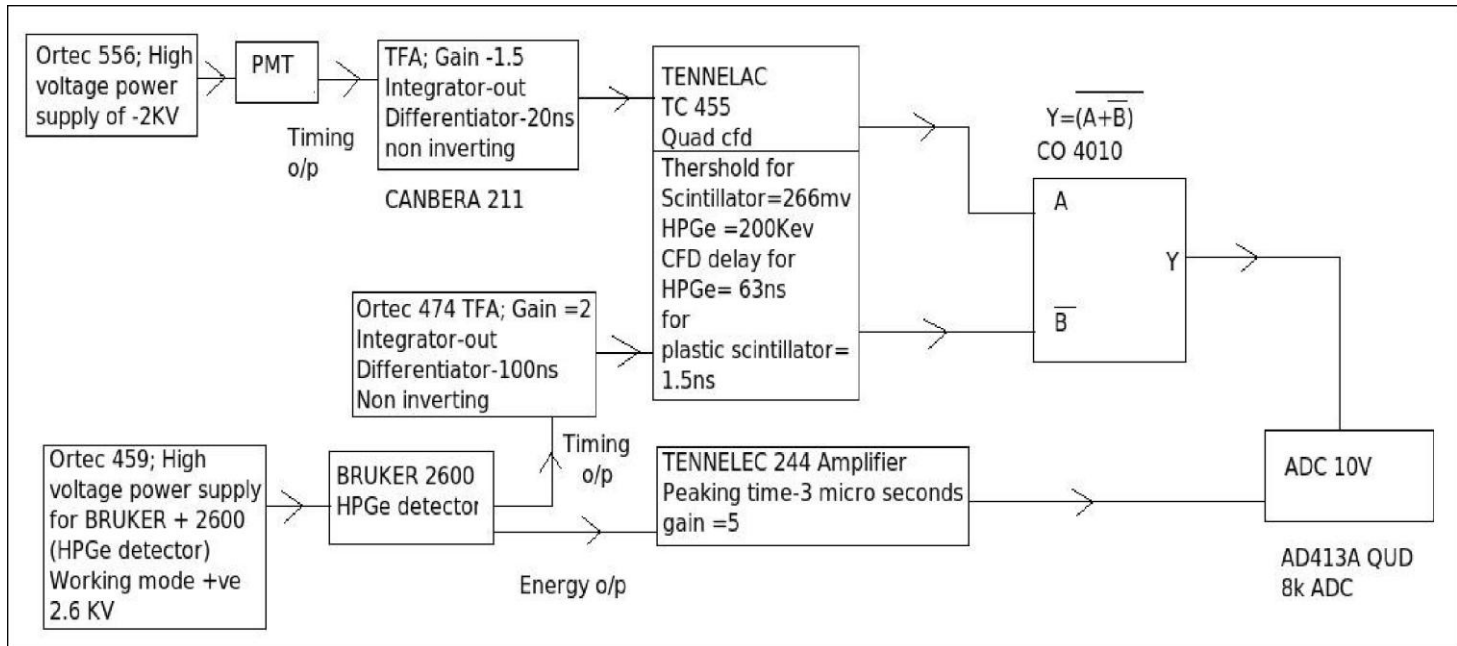 Ortec 556; High
voltage power
supply of -2KV
PMT
Timing
o/p
TFA; Gain -1.5
Integrator-out
Differentiator-20ns
non inverting
CANBERA 211
TENNELAC
TC 455
Quad cfd
Thershold for
Scintillator=266mv
HPGe =200Kev
CFD delay for
HPGe= 63ns
for
plastic scintillator=
1.5ns
Y=(A+B̅)̅
CO 4010
A
Y
B̅
Ortec 474 TFA; Gain =2
Integrator-out
Differentiator-100ns
Non inverting
Ortec 459; High
voltage power supply
for BRUKER + 2600
(HPGe detector)
Working mode +ve
2.6 KV
BRUKER 2600
HPGe detector
Timing
o/p
Energy o/p
TENNELEC 244 Amplifier
Peaking time-3 micro seconds
gain =5
ADC 10V
AD413A QUD
8k ADC